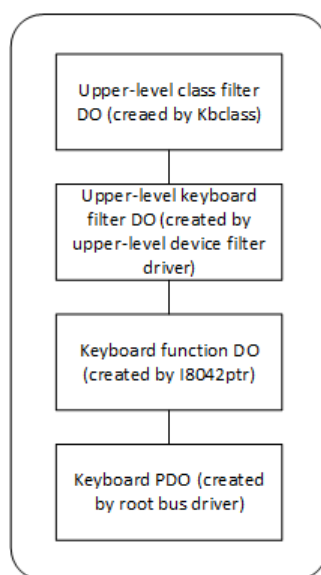 Upper-level class filter
DO (creaed by Kbclass)
Upper-level keyboard
filter DO (created by
upper-level device filter
driver)
Keyboard function DO
(created by I8042ptr)
Keyboard PDO (created
by root bus driver)